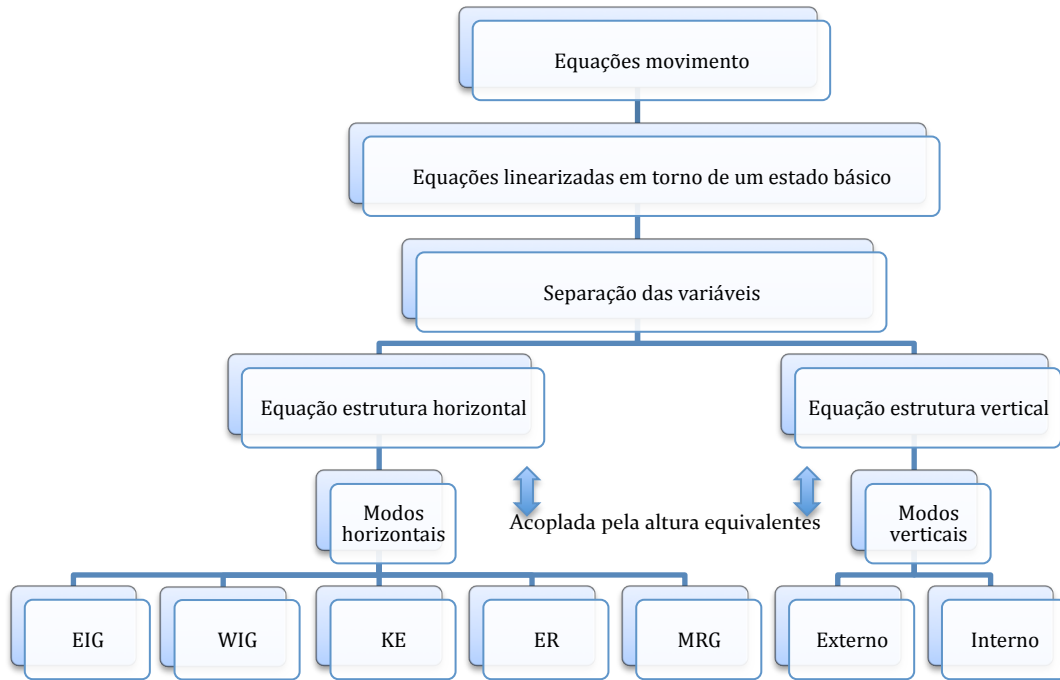 Equações movimento
Equações linearizadas em torno de um estado básico
Separação das variáveis
Equação estrutura horizontal
Equação estrutura vertical
Modos
horizontais
Acoplada pela altura equivalentes
Modos
verticais
EIG
WIG
KE
ER
MRG
Externo
Interno